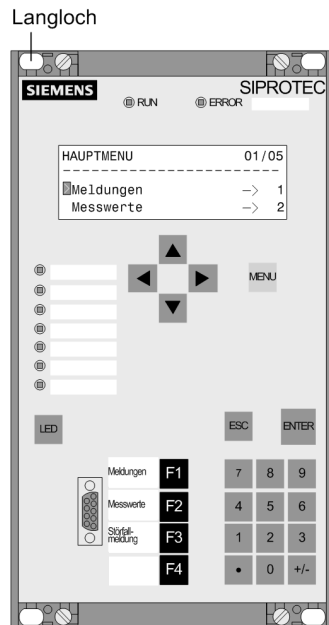 Langloch
SIEMENS
SIPROTEC
RUN
ERROR
HAUPTMENU 01/05
Meldungen --> 1
Messwerte --> 2
MENU
LED
ESC
ENTER
Meldungen F1
Messwerte F2
Störfall-
meldung F3
F4
7 8 9
4 5 6
1 2 3
• 0 +/-